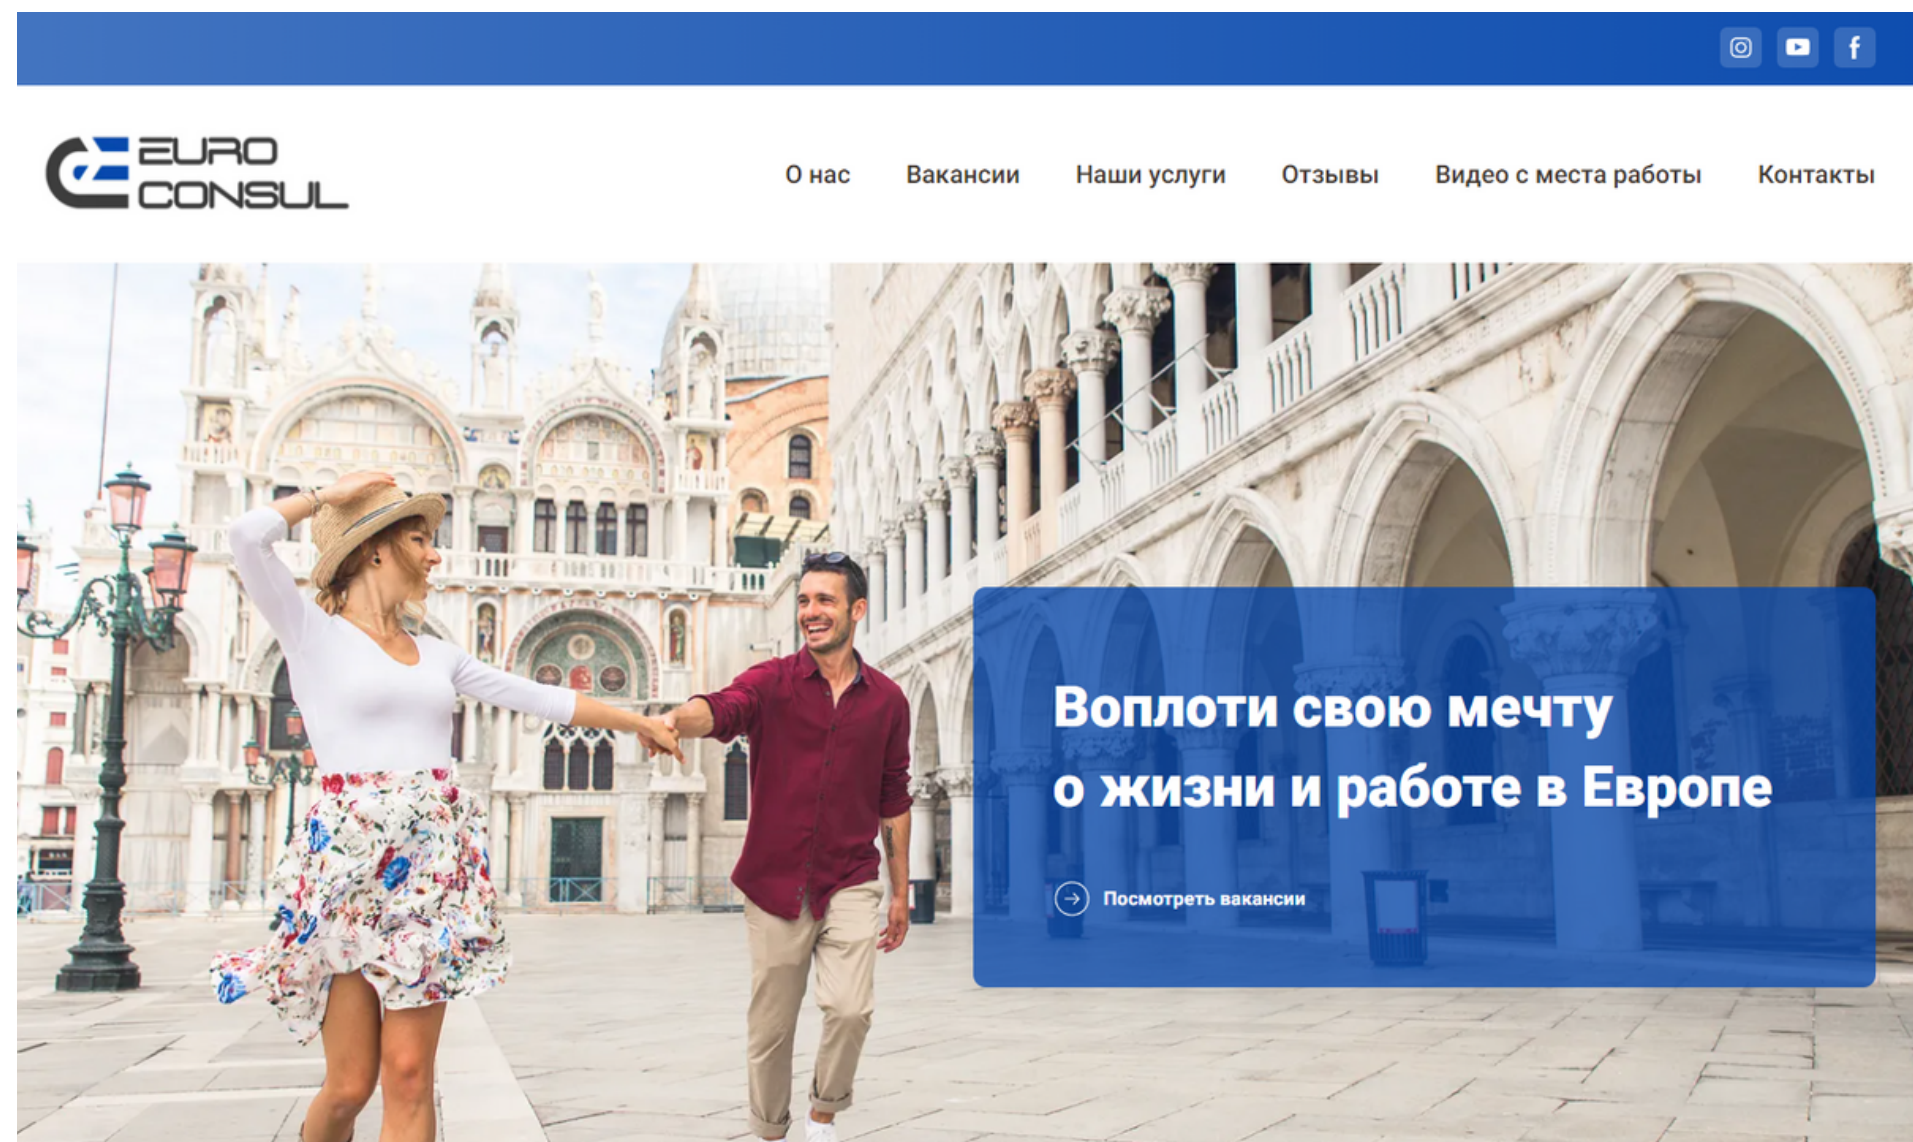 EURO
CONSUL
О нас Вакансии Наши услуги Отзывы Видео с места работы Контакты
Воплоти свою мечту
о жизни и работе в Европе
Посмотреть вакансии